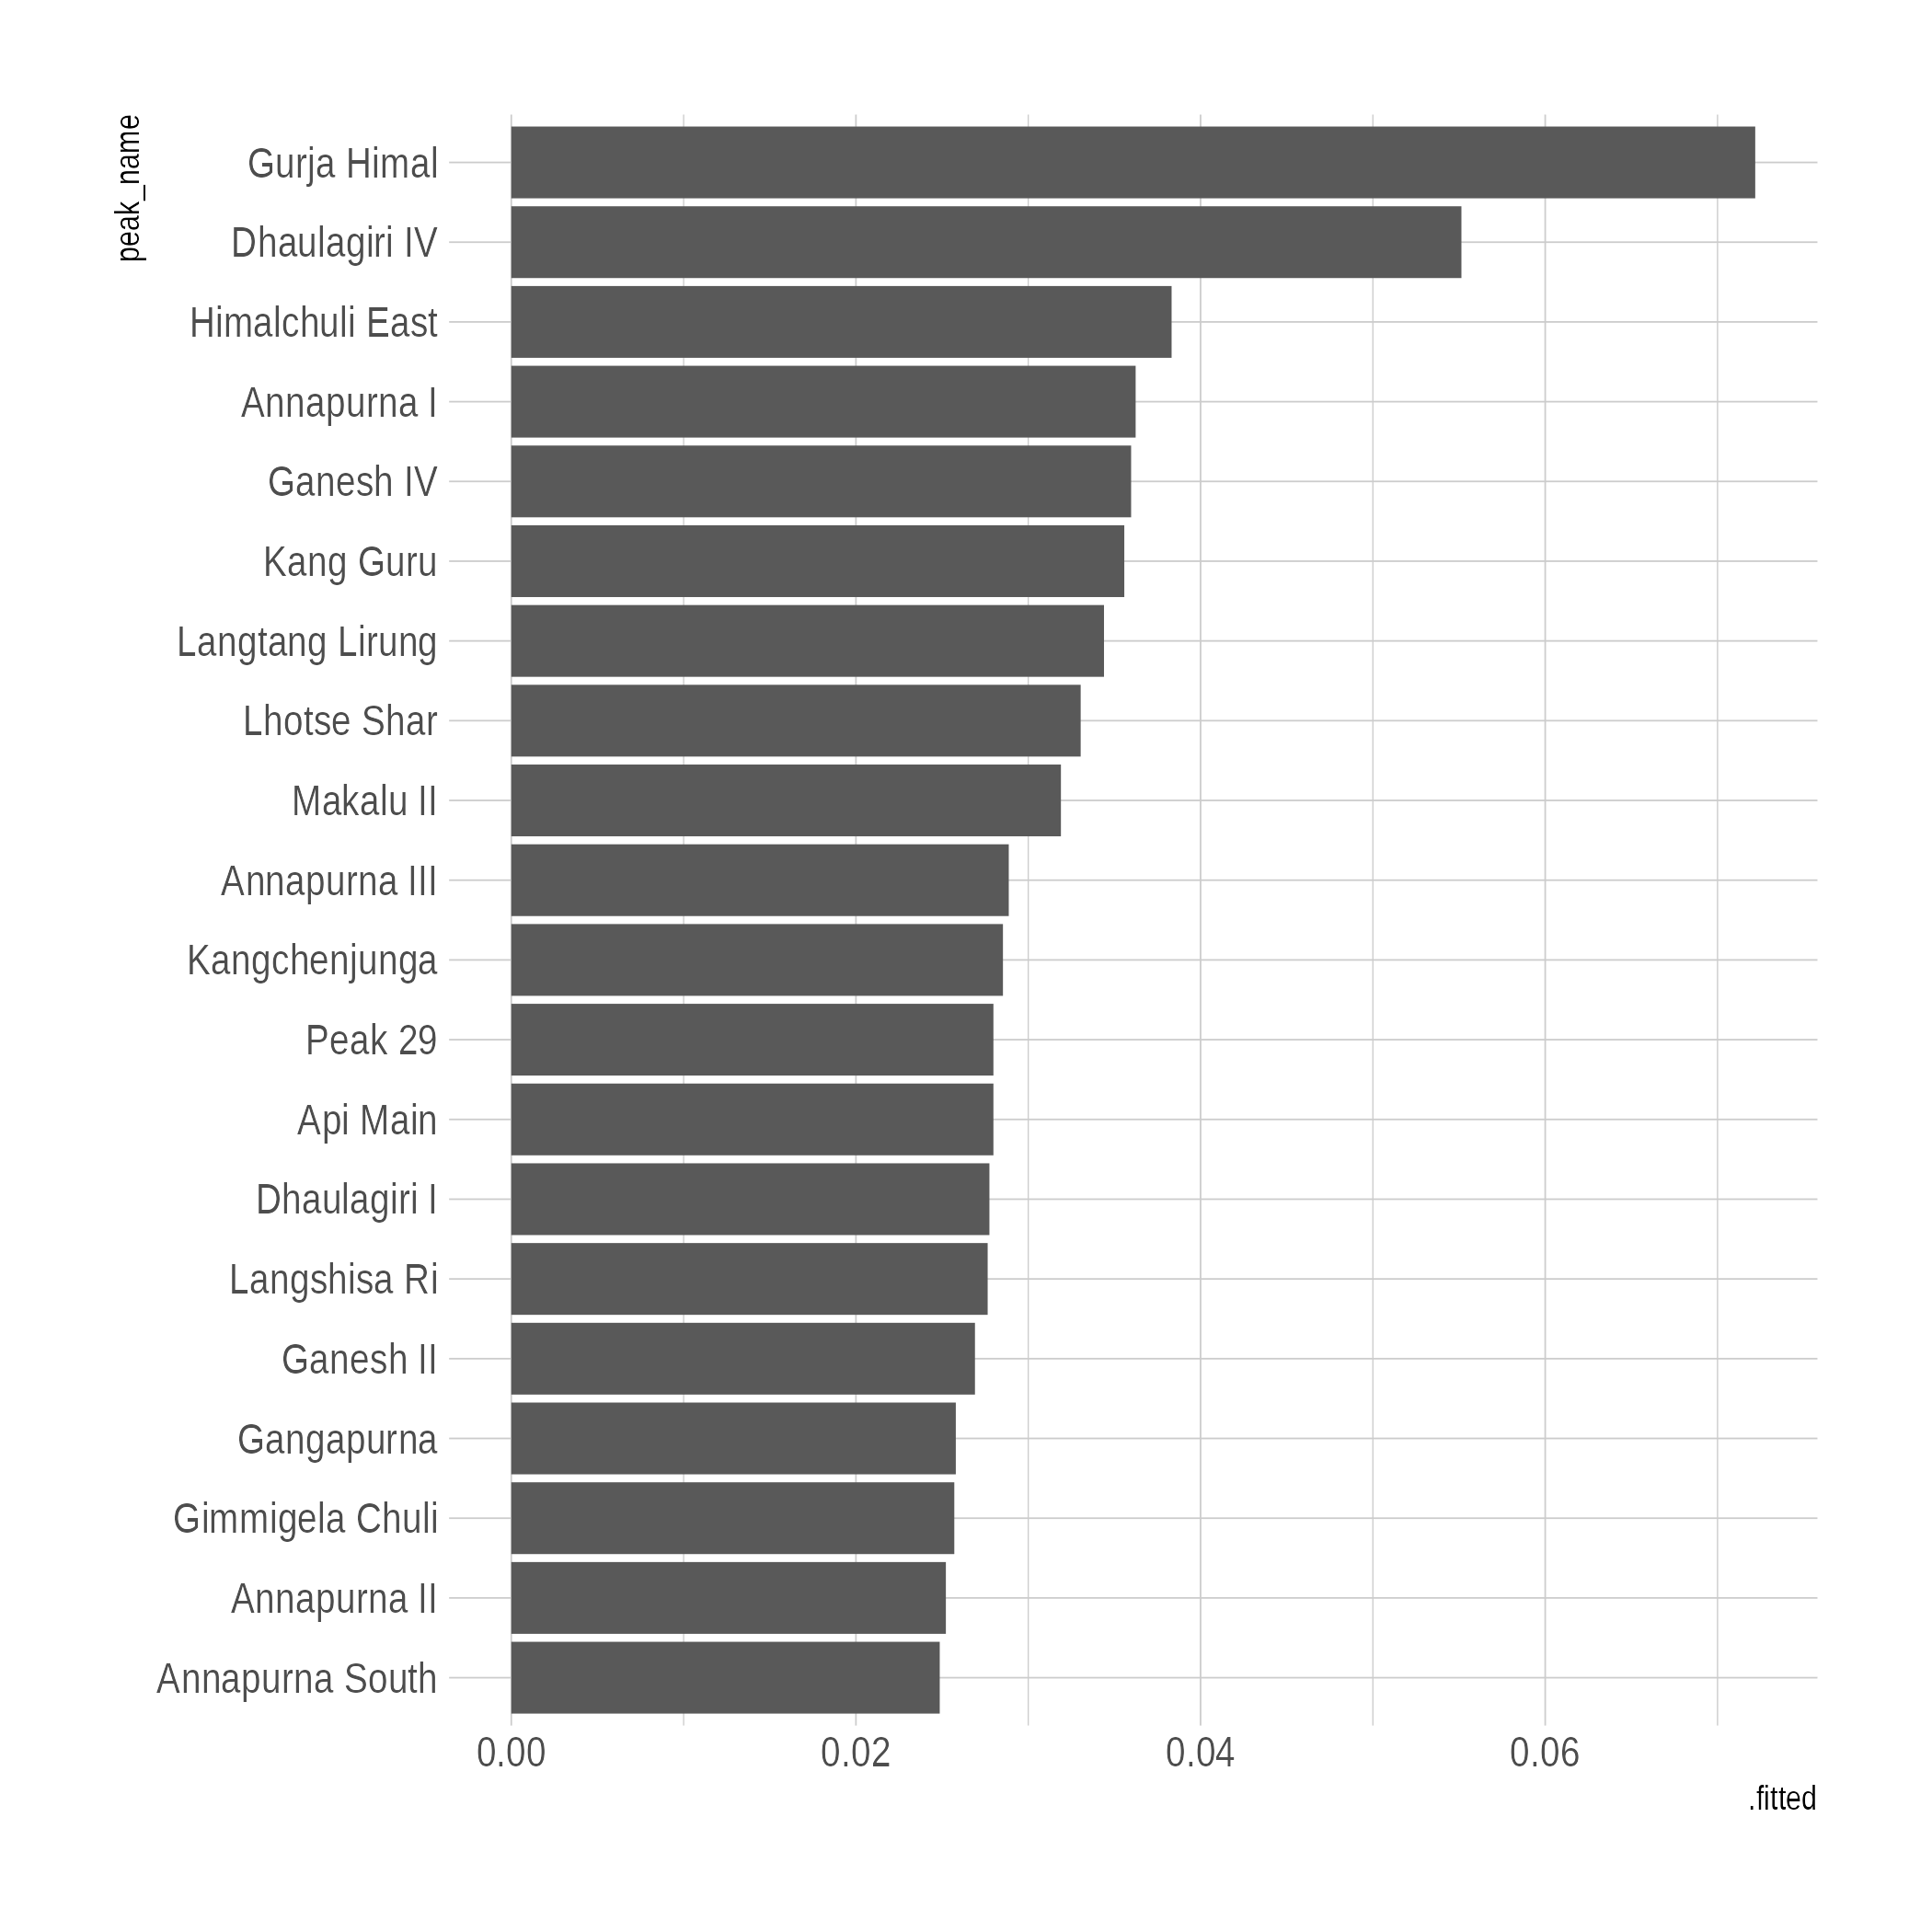 peak_name
Gurja Himal
Dhaulagiri IV
Himalchuli East
Annapurna I
Ganesh IV
Kang Guru
Langtang Lirung
Lhotse Shar
Makalu II
Annapurna III
Kangchenjunga
Peak 29
Api Main
Dhaulagiri I
Langshisa Ri
Ganesh II
Gangapurna
Gimmigela Chuli
Annapurna II
Annapurna South
0.00 0.02 0.04 0.06
.fitted